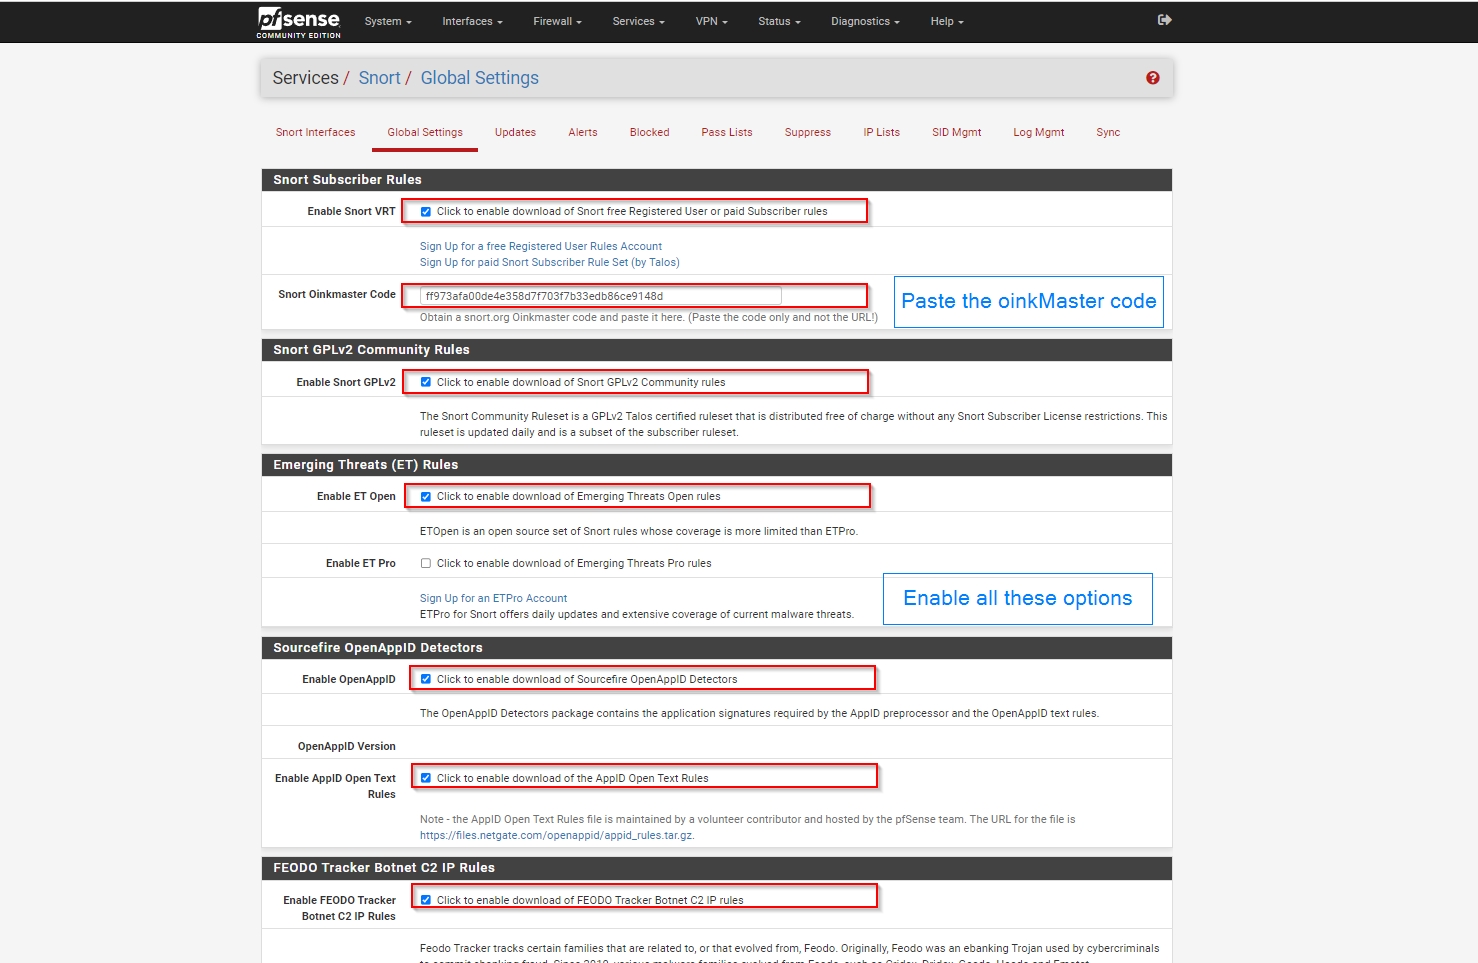 pfsense
COMMUNITY EDITION
System
Interfaces
Firewall
Services
VPN
Status
Diagnostics
Help
Services / Snort / Global Settings
Snort Interfaces
Global Settings
Updates
Alerts
Blocked
Pass Lists
Suppress
IP Lists
SID Mgmt
Log Mgmt
Sync
Snort Subscriber Rules
Enable Snort VRT
Click to enable download of Snort free Registered User or paid Subscriber rules
Sign Up for a free Registered User Rules Account
Sign Up for paid Snort Subscriber Rule Set (by Talos)
Snort Oinkmaster Code
ff973afa00de4e358d7f703f7b33edb86ce9148d
Obtain a snort.org Oinkmaster code and paste it here. (Paste the code only and not the URL!)
Paste the oinkMaster code
Snort GPLv2 Community Rules
Enable Snort GPLv2
Click to enable download of Snort GPLv2 Community rules
The Snort Community Ruleset is a GPLv2 Talos certified ruleset that is distributed free of charge without any Snort Subscriber License restrictions. This
ruleset is updated daily and is a subset of the subscriber ruleset.
Emerging Threats (ET) Rules
Enable ET Open
Click to enable download of Emerging Threats Open rules
ETOpen is an open source set of Snort rules whose coverage is more limited than ETPro.
Enable ET Pro
Click to enable download of Emerging Threats Pro rules
Sign Up for an ETPro Account
ETPro for Snort offers daily updates and extensive coverage of current malware threats.
Enable all these options
Sourcefire OpenAppID Detectors
Enable OpenAppID
Click to enable download of Sourcefire OpenAppID Detectors
The OpenAppID Detectors package contains the application signatures required by the AppID preprocessor and the OpenAppID text rules.
OpenAppID Version
Enable AppID Open Text
Rules
Click to enable download of the AppID Open Text Rules
Note - the AppID Open Text Rules file is maintained by a volunteer contributor and hosted by the pfSense team. The URL for the file is
https://files.netgate.com/openappid/appid_rules.tar.gz.
FEODO Tracker Botnet C2 IP Rules
Enable FEODO Tracker
Botnet C2 IP Rules
Click to enable download of FEODO Tracker Botnet C2 IP rules
Feodo Tracker tracks certain families that are related to, or that evolved from, Feodo. Originally, Feodo was an ebanking Trojan used by cybercriminals